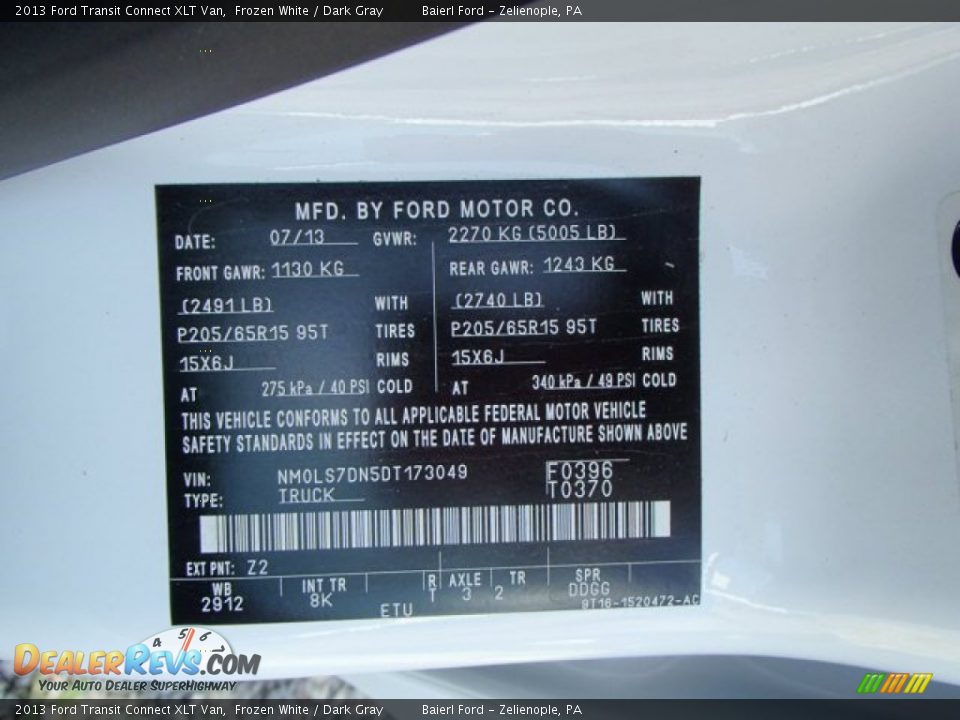 2013 Ford Transit Connect XLT Van, Frozen White / Dark Gray Baierl Ford - Zelienople, PA
MFD. BY FORD MOTOR CO.
DATE: 07/13 GVWR: 2270 KG (5005 LB)
FRONT GAWR: 1130 KG REAR GAWR: 1243 KG
(2491 LB) WITH (2740 LB) WITH
P205/65R15 95T TIRES P205/65R15 95T TIRES
15X6J RIMS 15X6J RIMS
AT 275 kPa / 40 PSI COLD AT 340 kPa / 49 PSI COLD
THIS VEHICLE CONFORMS TO ALL APPLICABLE FEDERAL MOTOR VEHICLE
SAFETY STANDARDS IN EFFECT ON THE DATE OF MANUFACTURE SHOWN ABOVE
VIN: NM0LS7DN5DT173049 F0396
TYPE: TRUCK T0370
EXT PNT: Z2
WB INT TR R AXLE TR SPR
2912 8K T 3 2 DDGG
ETU 9T16-1520472-AC
4 5 6
DEALERREVS.COM
YOUR AUTO DEALER SUPERHIGHWAY
2013 Ford Transit Connect XLT Van, Frozen White / Dark Gray Baierl Ford - Zelienople, PA